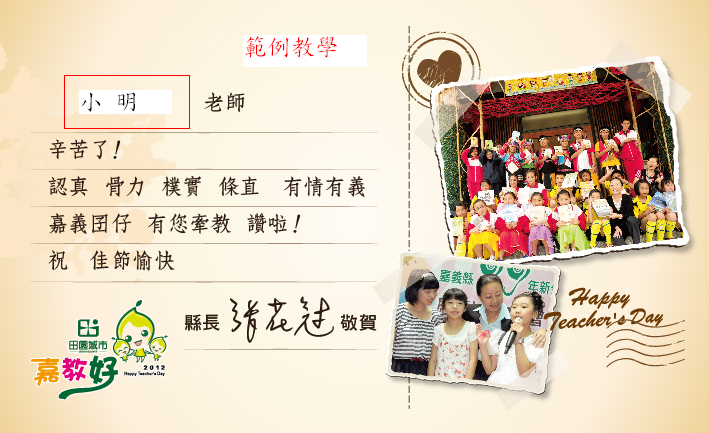 範例教學
小 明 老師
辛苦了!
認真 骨力 樸實 條直 有情有義
嘉義囝仔 有您牽教 讚啦!
祝 佳節愉快
縣長 張花冠 敬賀
田園城市
嘉教好
2012
Happy Teacher's Day
嘉義縣
Happy
Teacher's Day